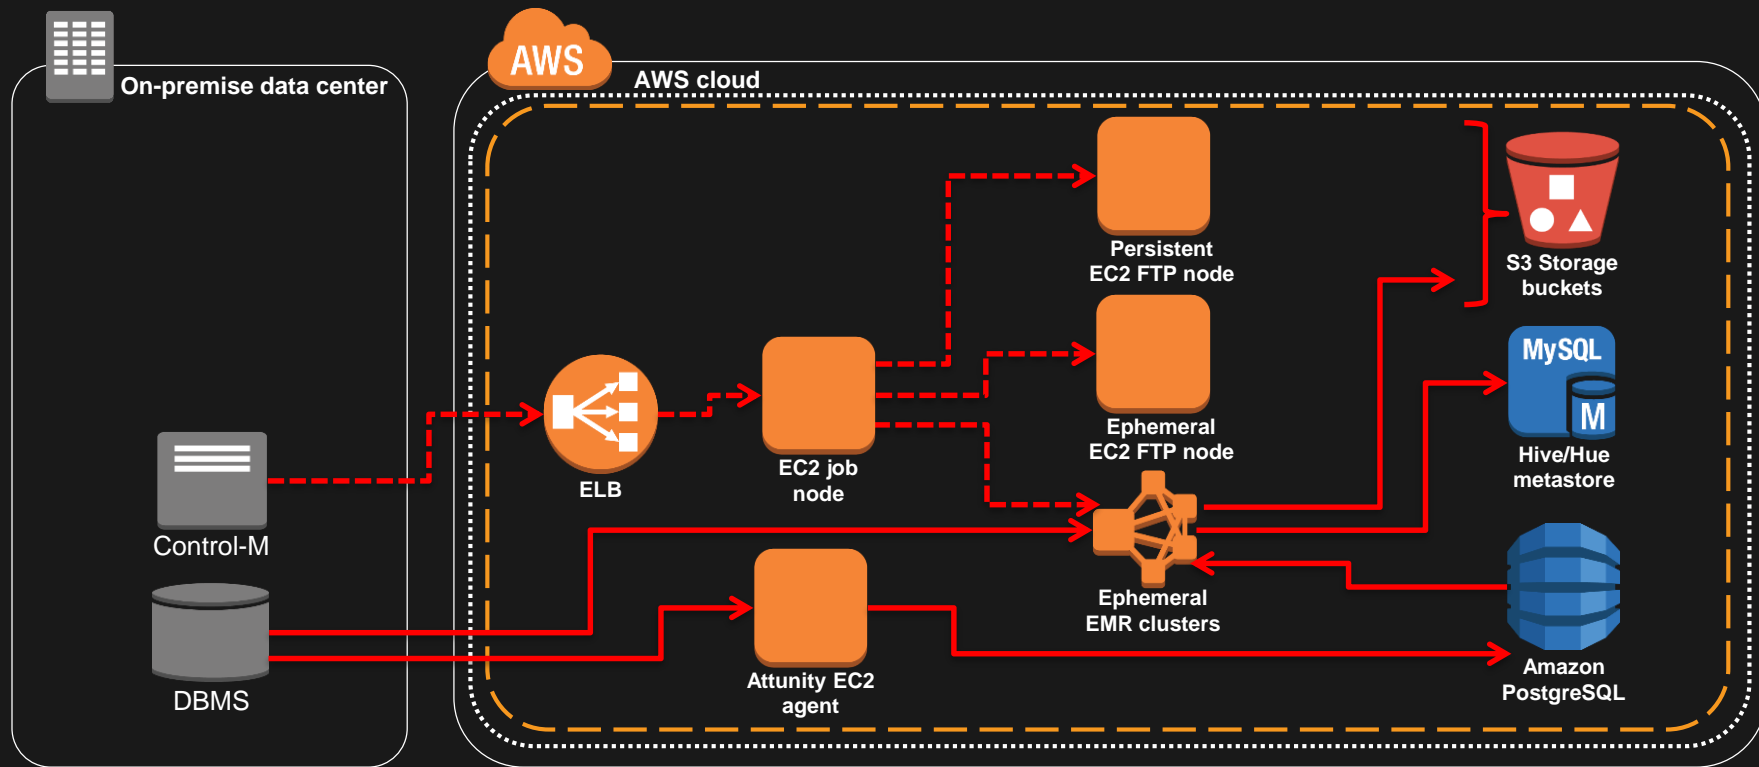 On-premise data center
AWS
AWS cloud
Persistent
EC2 FTP node
S3 Storage
buckets
MySQL
M
Ephemeral
EC2 FTP node
Hive/Hue
metastore
ELB
EC2 job
node
Control-M
Ephemeral
EMR clusters
DBMS
Attunity EC2
agent
Amazon
PostgreSQL